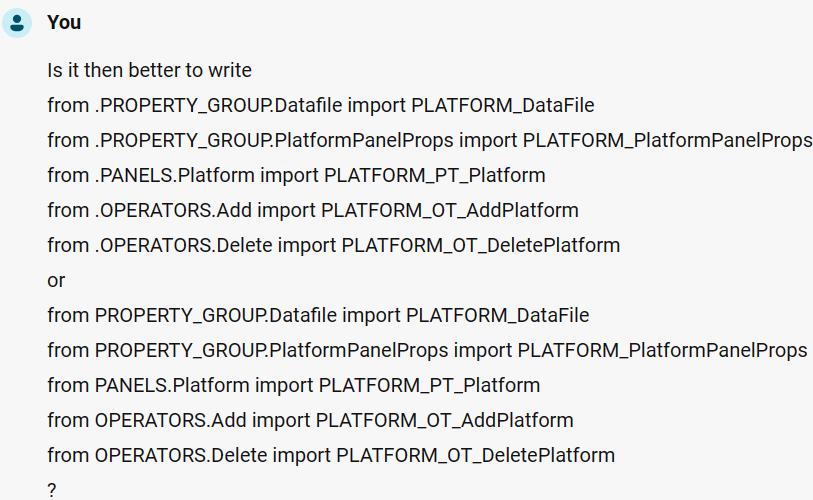 You
Is it then better to write
from .PROPERTY_GROUP.Datafile import PLATFORM_DataFile
from .PROPERTY_GROUP.PlatformPanelProps import PLATFORM_PlatformPanelProps
from .PANELS.Platform import PLATFORM_PT_Platform
from .OPERATORS.Add import PLATFORM_OT_AddPlatform
from .OPERATORS.Delete import PLATFORM_OT_DeletePlatform
or
from PROPERTY_GROUP.Datafile import PLATFORM_DataFile
from PROPERTY_GROUP.PlatformPanelProps import PLATFORM_PlatformPanelProps
from PANELS.Platform import PLATFORM_PT_Platform
from OPERATORS.Add import PLATFORM_OT_AddPlatform
from OPERATORS.Delete import PLATFORM_OT_DeletePlatform
?